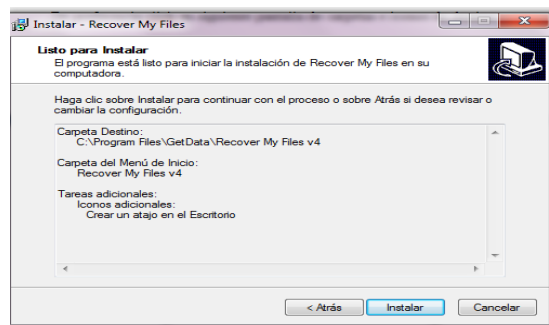 Instalar - Recover My Files
Listo para Instalar
El programa está listo para iniciar la instalación de Recover My Files en su
computadora.
Haga clic sobre Instalar para continuar con el proceso o sobre Atrás si desea revisar o
cambiar la configuración.
Carpeta Destino:
C:\Program Files\GetData\Recover My Files v4
Carpeta del Menú de Inicio:
Recover My Files v4
Tareas adicionales:
Iconos adicionales:
Crear un atajo en el Escritorio
< Atrás
Instalar
Cancelar